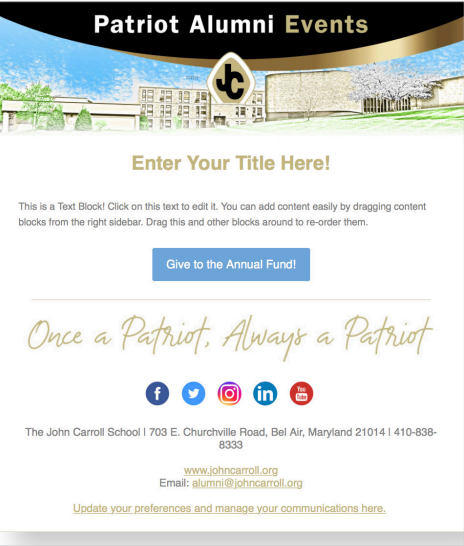 Patriot Alumni Events
JC
Enter Your Title Here!
This is a Text Block! Click on this text to edit it. You can add content easily by dragging content
blocks from the right sidebar. Drag this and other blocks around to re-order them.
Give to the Annual Fund!
Once a Patriot, Always a Patriot
f in You Tube
The John Carroll School | 703 E. Churchville Road, Bel Air, Maryland 21014 | 410-838-
8333
www.johncarroll.org
Email: alumni@johncarroll.org
Update your preferences and manage your communications here.